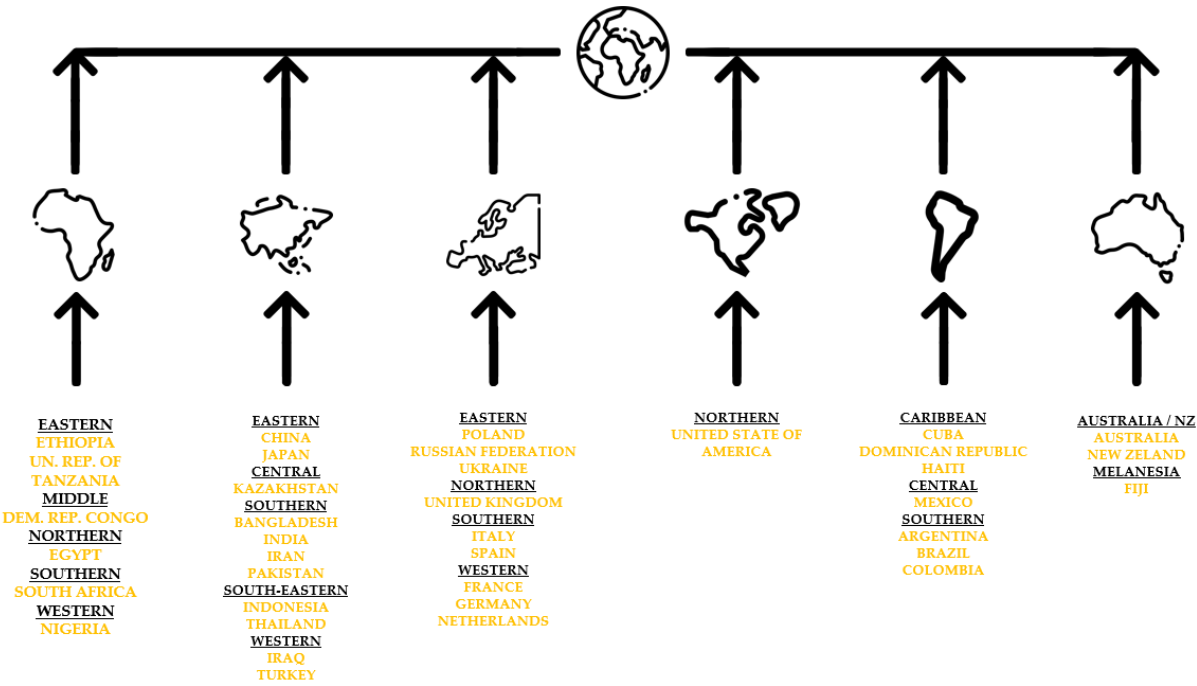 EASTERN
ETHIOPIA
UN. REP. OF
TANZANIA
MIDDLE
DEM. REP. CONGO
NORTHERN
EGYPT
SOUTHERN
SOUTH AFRICA
WESTERN
NIGERIA
EASTERN
CHINA
JAPAN
CENTRAL
KAZAKHSTAN
SOUTHERN
BANGLADESH
INDIA
IRAN
PAKISTAN
SOUTH-EASTERN
INDONESIA
THAILAND
WESTERN
IRAQ
TURKEY
EASTERN
POLAND
RUSSIAN FEDERATION
UKRAINE
NORTHERN
UNITED KINGDOM
SOUTHERN
ITALY
SPAIN
WESTERN
FRANCE
GERMANY
NETHERLANDS
NORTHERN
UNITED STATE OF
AMERICA
CARIBBEAN
CUBA
DOMINICAN REPUBLIC
HAITI
CENTRAL
MEXICO
SOUTHERN
ARGENTINA
BRAZIL
COLOMBIA
AUSTRALIA / NZ
AUSTRALIA
NEW ZELAND
MELANESIA
FIJI